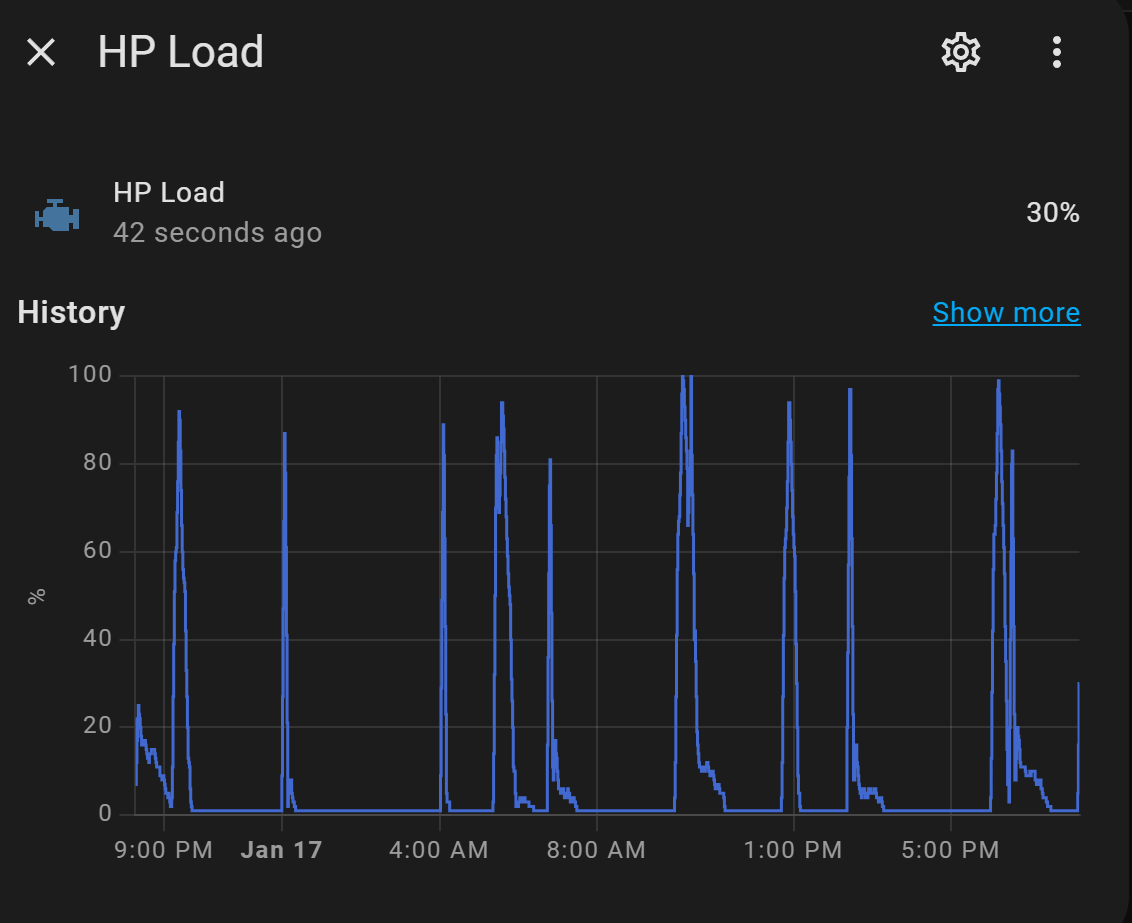 HP Load
HP Load
42 seconds ago
30%
History
Show more
100
80
60
40
20
0
%
9:00 PM
Jan 17
4:00 AM
8:00 AM
1:00 PM
5:00 PM